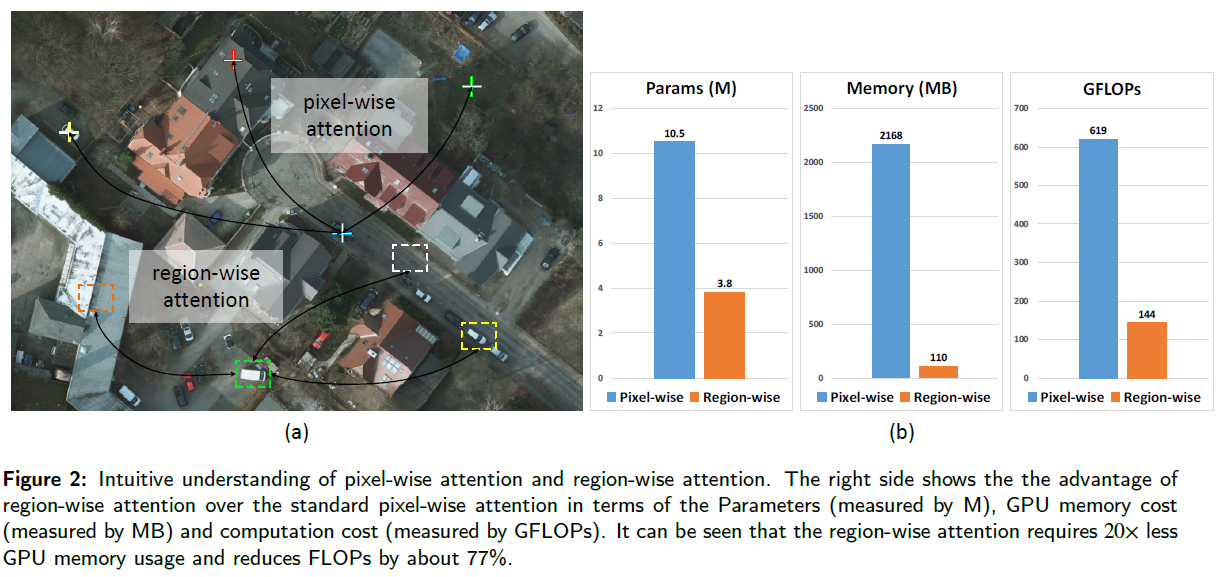 pixel-wise
attention
region-wise
attention
(a)
Params (M)
12
10
8
6
4
2
0
10.5
3.8
Pixel-wise Region-wise
Memory (MB)
2500
2000
1500
1000
500
0
2168
110
Pixel-wise Region-wise
GFLOPs
700
600
500
400
300
200
100
0
619
144
Pixel-wise Region-wise
(b)
Figure 2: Intuitive understanding of pixel-wise attention and region-wise attention. The right side shows the the advantage of
region-wise attention over the standard pixel-wise attention in terms of the Parameters (measured by M), GPU memory cost
(measured by MB) and computation cost (measured by GFLOPs). It can be seen that the region-wise attention requires 20× less
GPU memory usage and reduces FLOPs by about 77%.